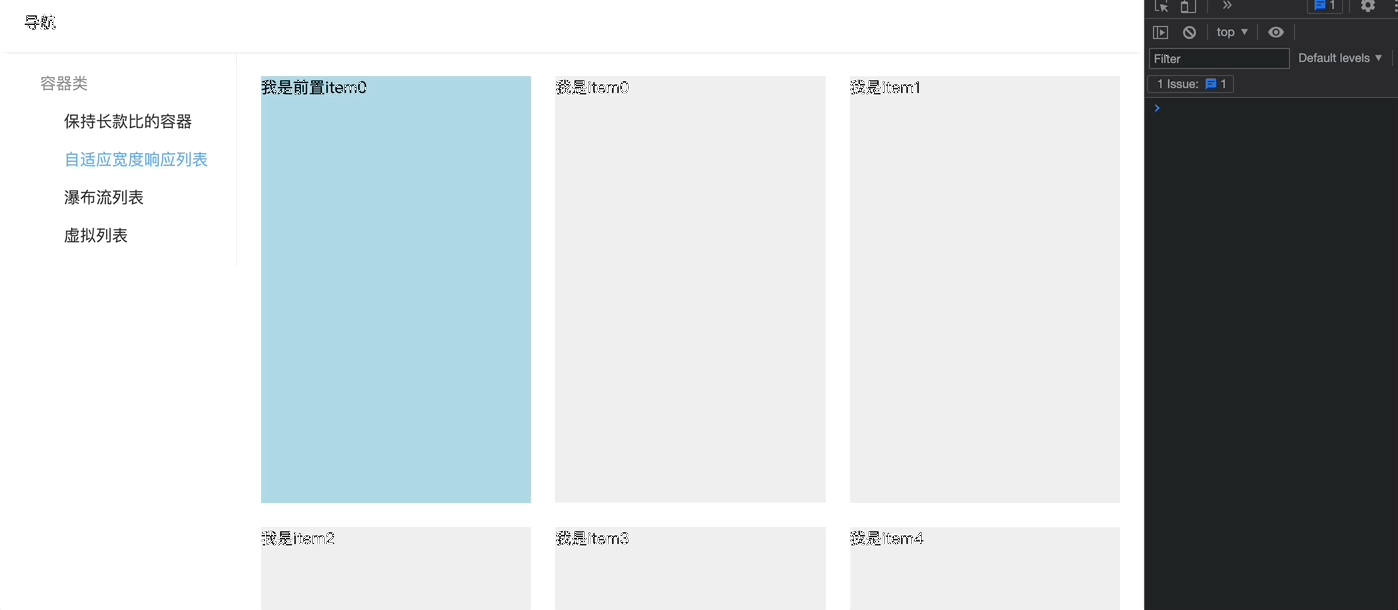 导航
容器类
保持长款比的容器
自适应宽度响应列表
瀑布流列表
虚拟列表
我是前置item0
我是item0
我是item1
我是item2
我是item3
我是item4
1
top
Filter
Default levels
1 Issue: 1